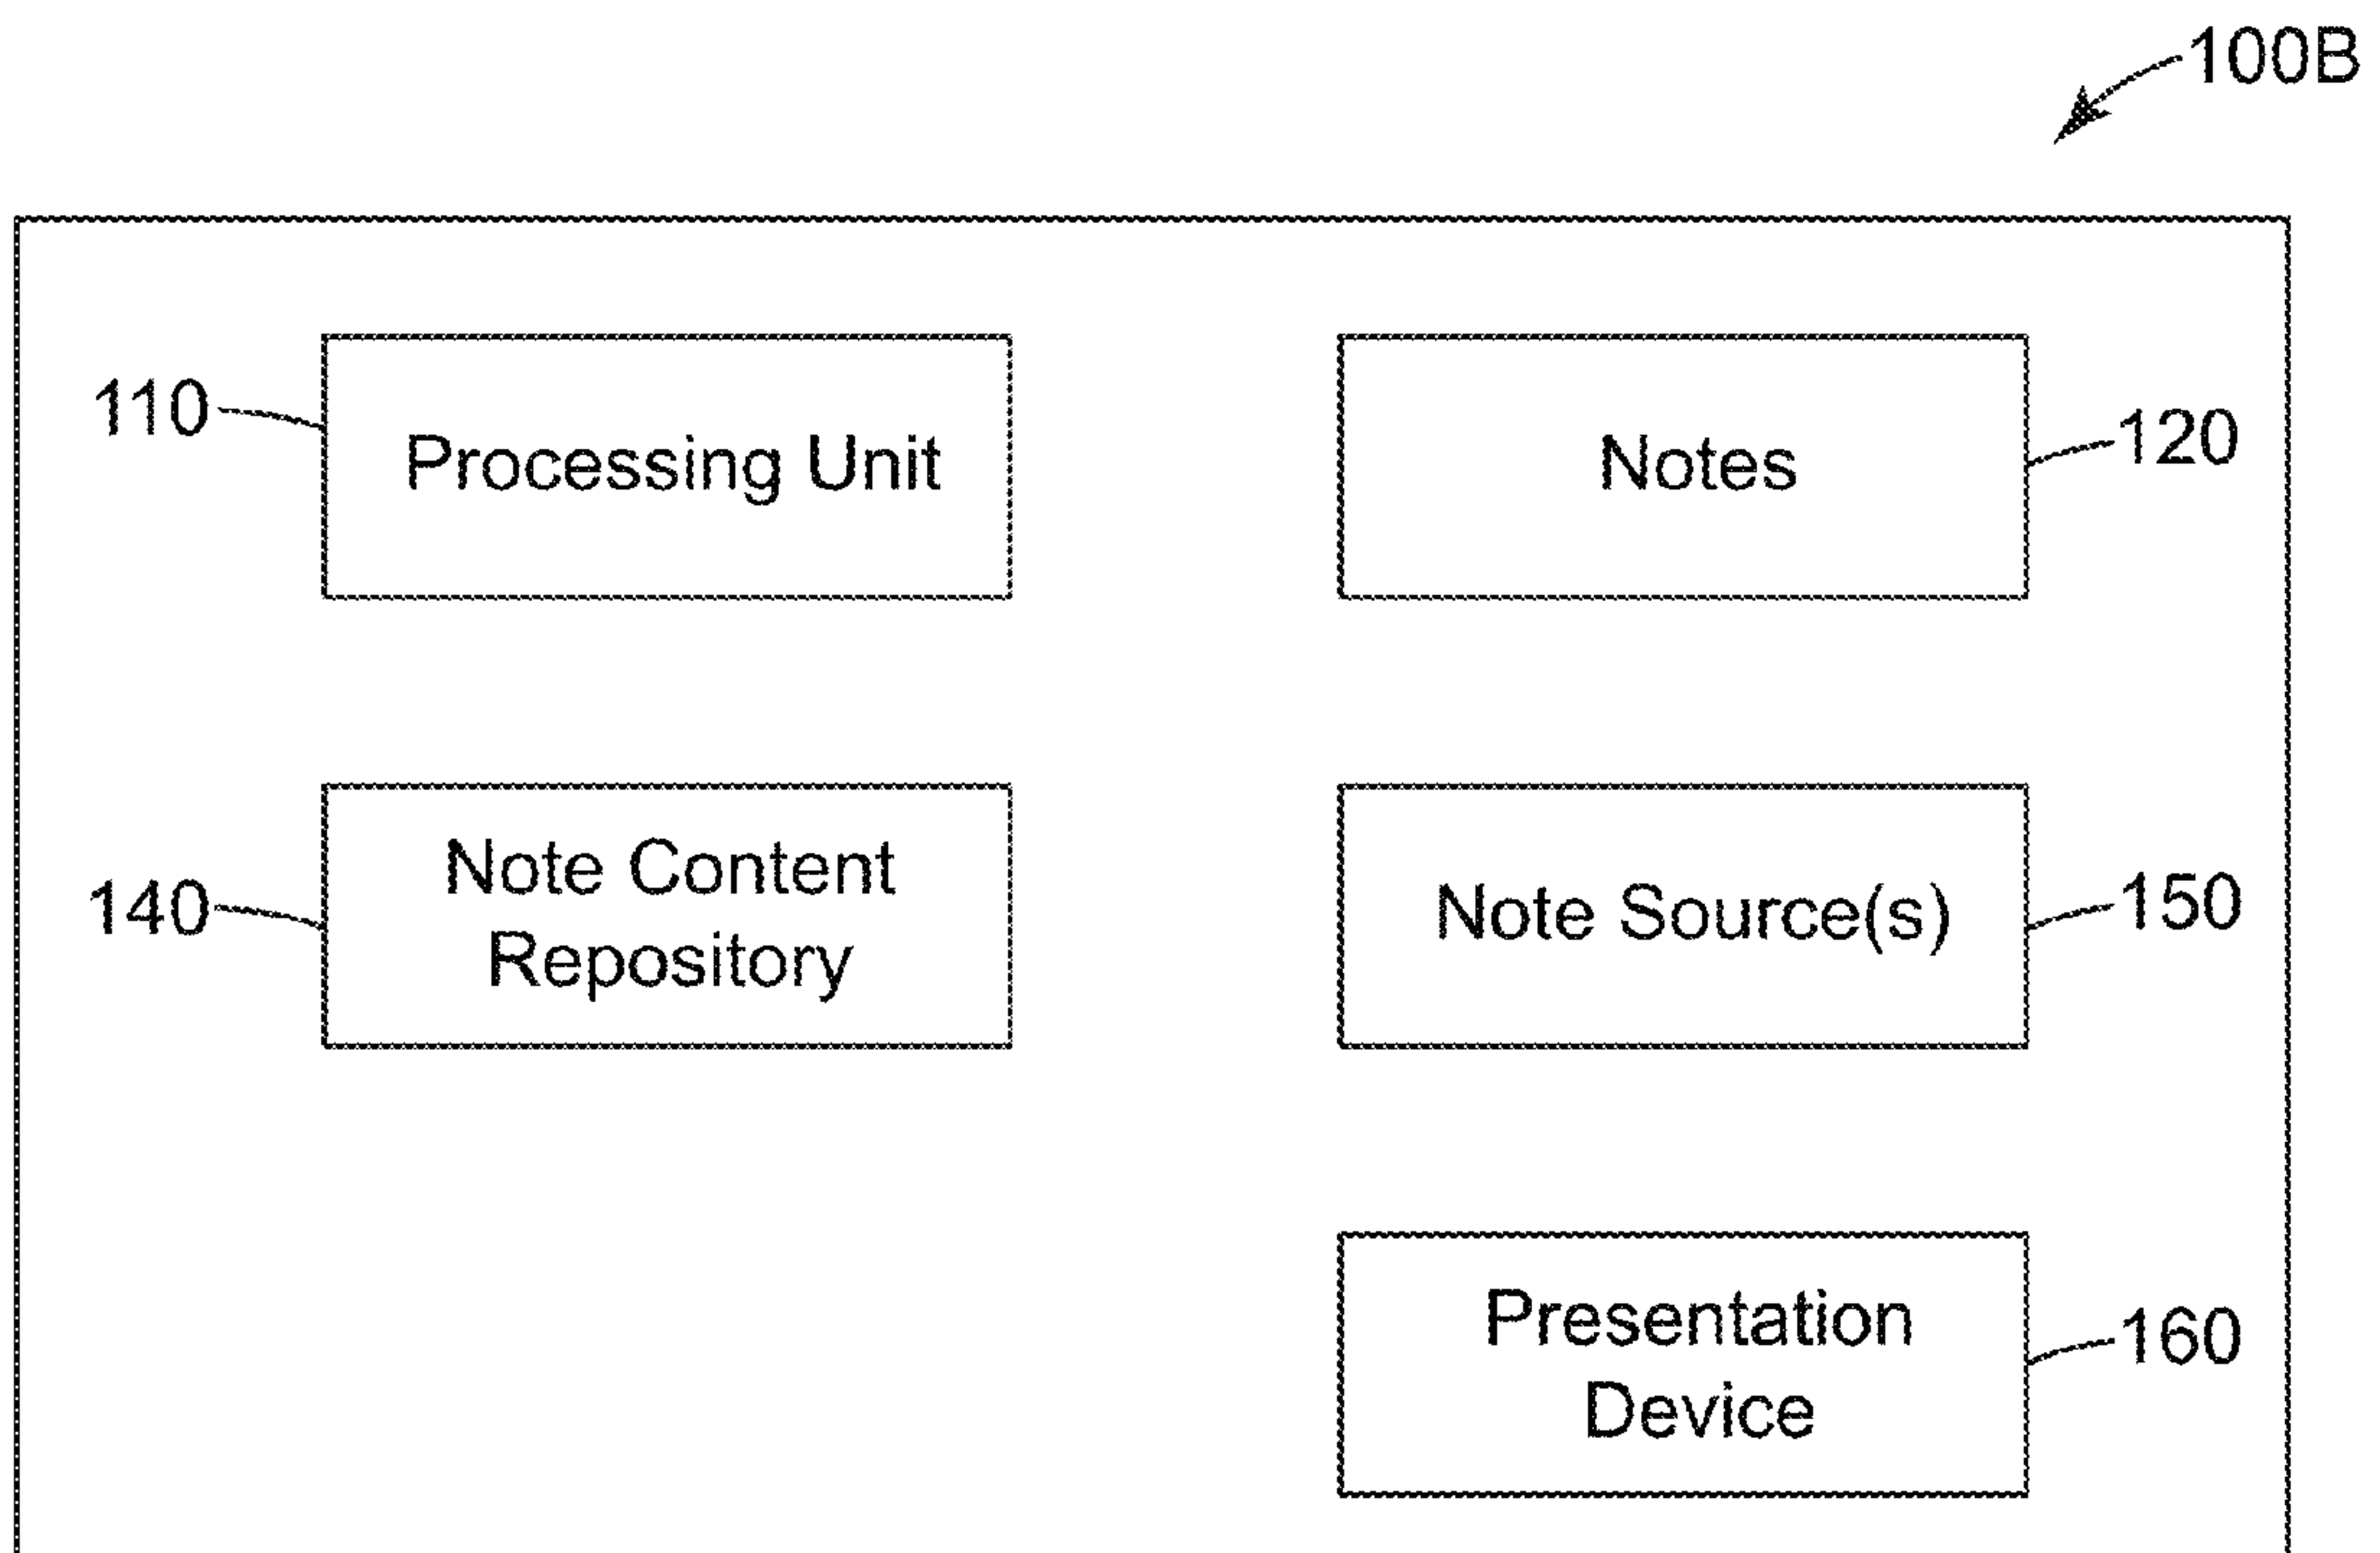 100B
110
Processing Unit
Notes
120
140
Note Content
Repository
Note Source(s)
150
Presentation
Device
160